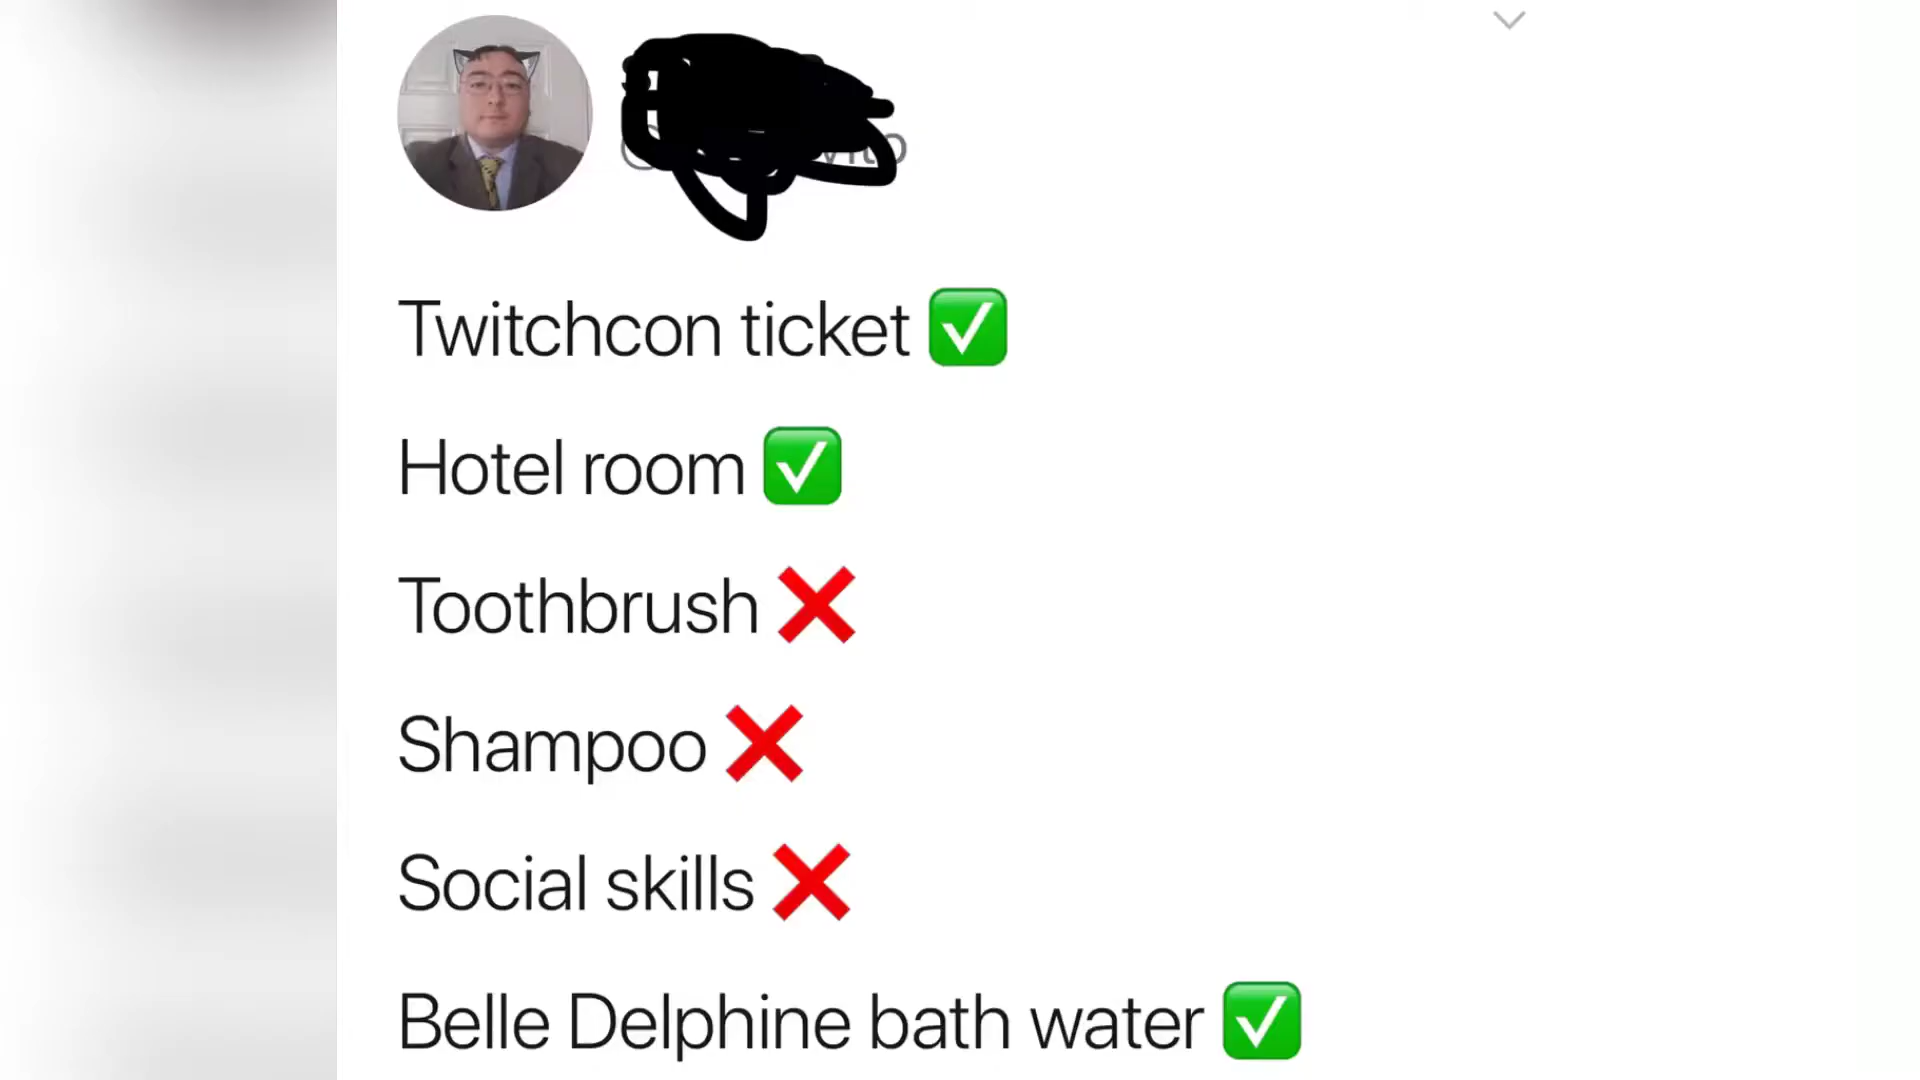 Twitchcon ticket ✅
Hotel room ✅
Toothbrush ❌
Shampoo ❌
Social skills ❌
Belle Delphine bath water ✅